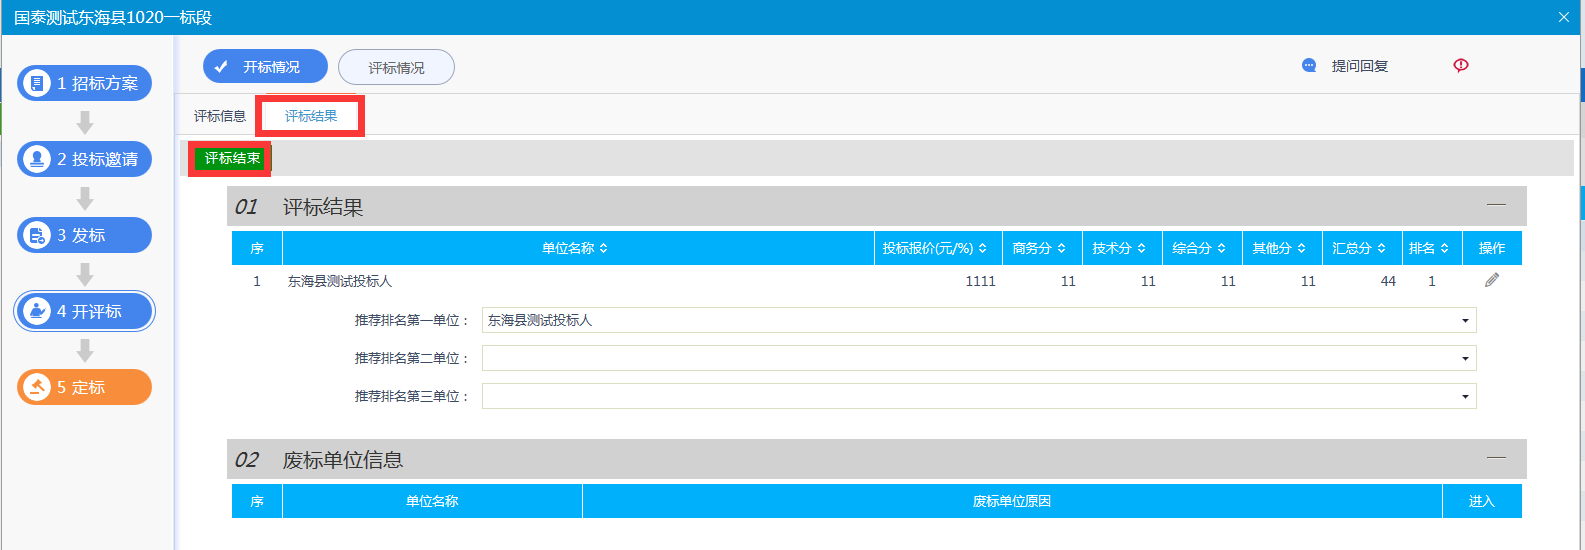 国泰测试东海县1020一标段
1 招标方案
2 投标邀请
3 发标
4 开评标
5 定标
开标情况
评标情况
提问回复
评标信息
评标结果
评标结束
01 评标结果
序 单位名称 投标报价(元/%) 商务分 技术分 综合分 其他分 汇总分 排名 操作
1 东海县测试投标人 1111 11 11 11 11 44 1
推荐排名第一单位： 东海县测试投标人
推荐排名第二单位：
推荐排名第三单位：
02 废标单位信息
序 单位名称 废标单位原因 进入